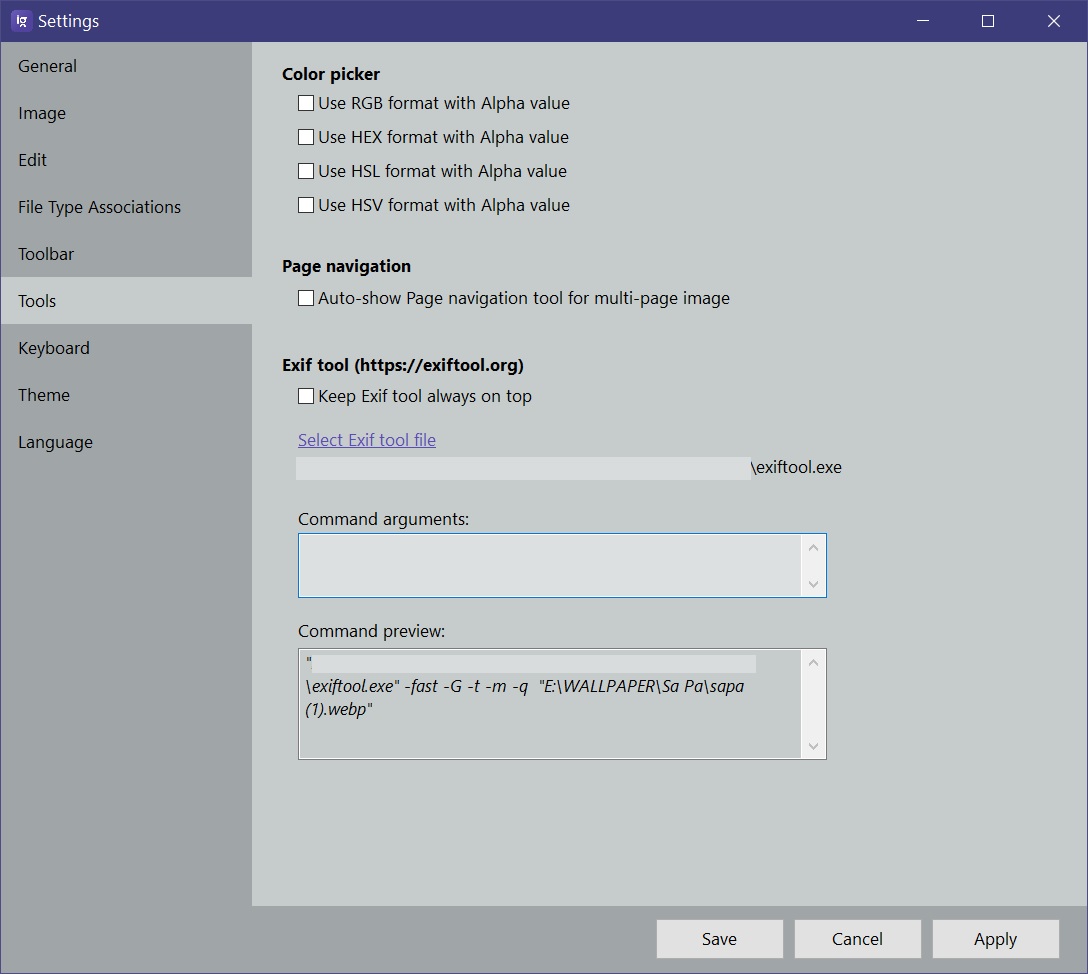 Ig Settings
General
Image
Edit
File Type Associations
Toolbar
Tools
Keyboard
Theme
Language
Color picker
Use RGB format with Alpha value
Use HEX format with Alpha value
Use HSL format with Alpha value
Use HSV format with Alpha value
Page navigation
Auto-show Page navigation tool for multi-page image
Exif tool (https://exiftool.org)
Keep Exif tool always on top
Select Exif tool file
\exiftool.exe
Command arguments:
Command preview:
"
\exiftool.exe" -fast -G -t -m -q  "E:\WALLPAPER\Sa Pa\sapa
(1).webp"
Save
Cancel
Apply